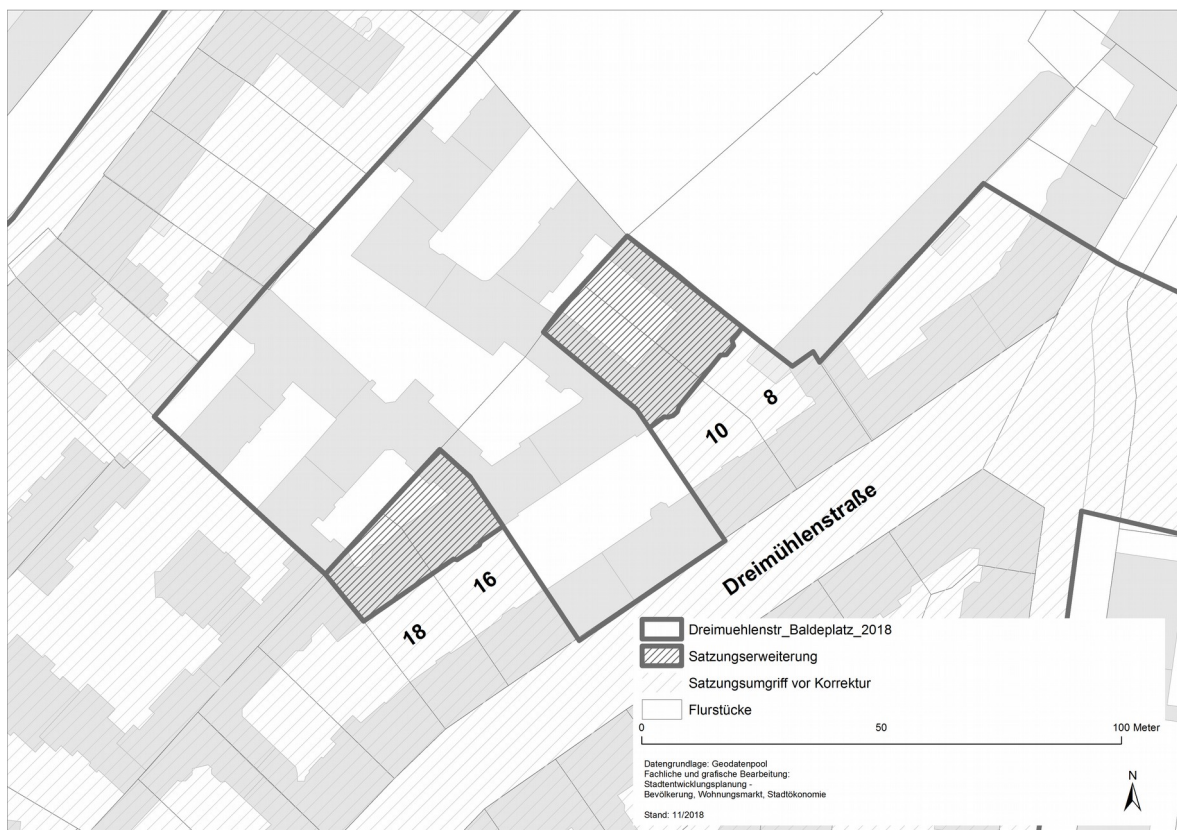 8
10
Dreimühlenstraße
16
18
Dreimuehlenstr_Baldeplatz_2018
Satzungserweiterung
Satzungsumgriff vor Korrektur
Flurstücke
0 50 100 Meter
Datengrundlage: Geodatenpool
Fachliche und grafische Bearbeitung:
Stadtentwicklungsplanung -
Bevölkerung, Wohnungsmarkt, Stadtökonomie
Stand: 11/2018
N